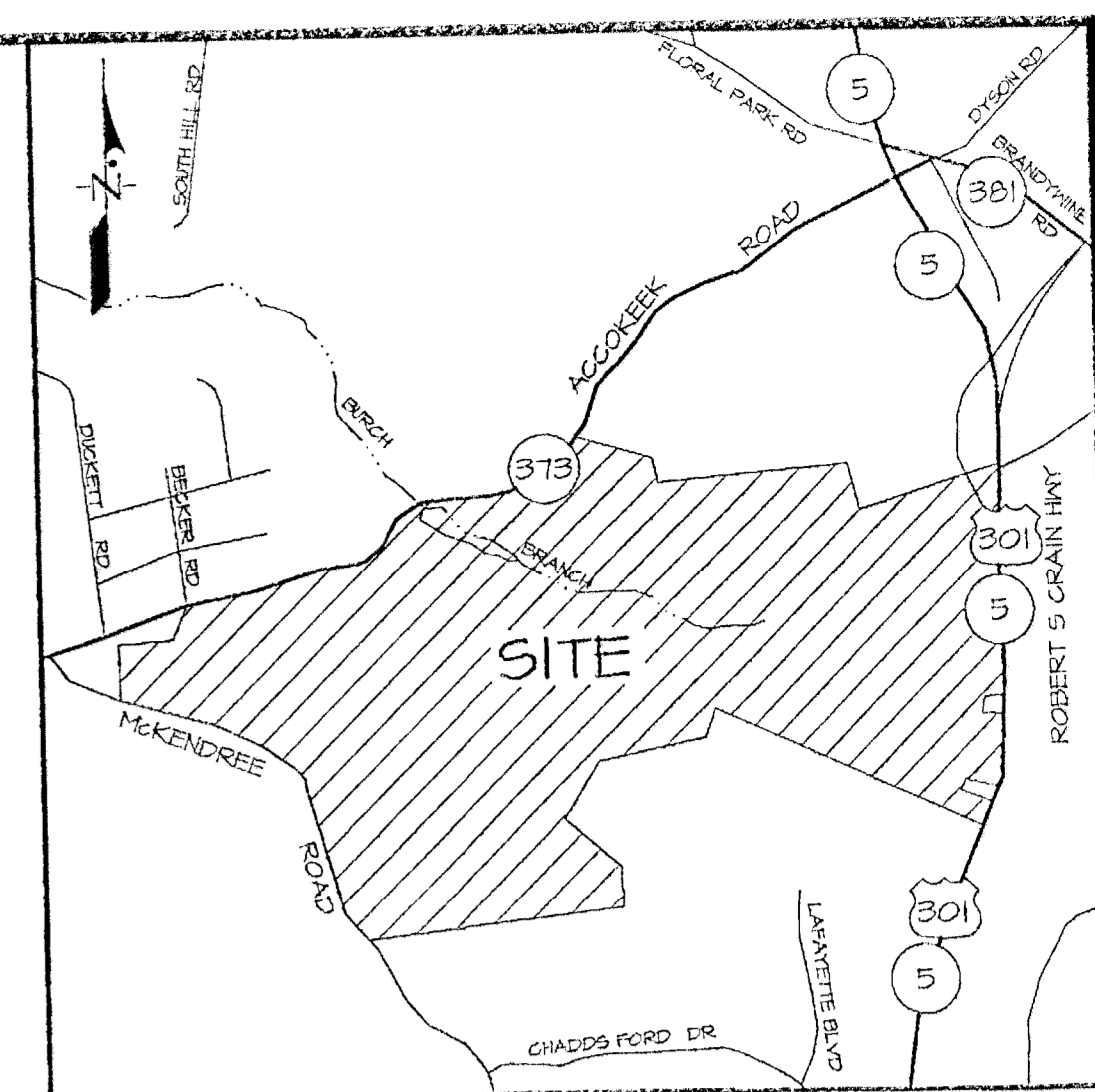 SOUTH HILL RD
FLORAL PARK RD
5
DYSON RD
BRANDYWINE
RD
381
N
5
ACCOKEEK
ROAD
BURCH
DUCKETT
RD
BECKER RD
373
BRANCH
301
5
ROBERT S CRAIN HWY
SITE
McKENDREE
ROAD
LAFAYETTE BLVD
301
5
CHADDS FORD DR